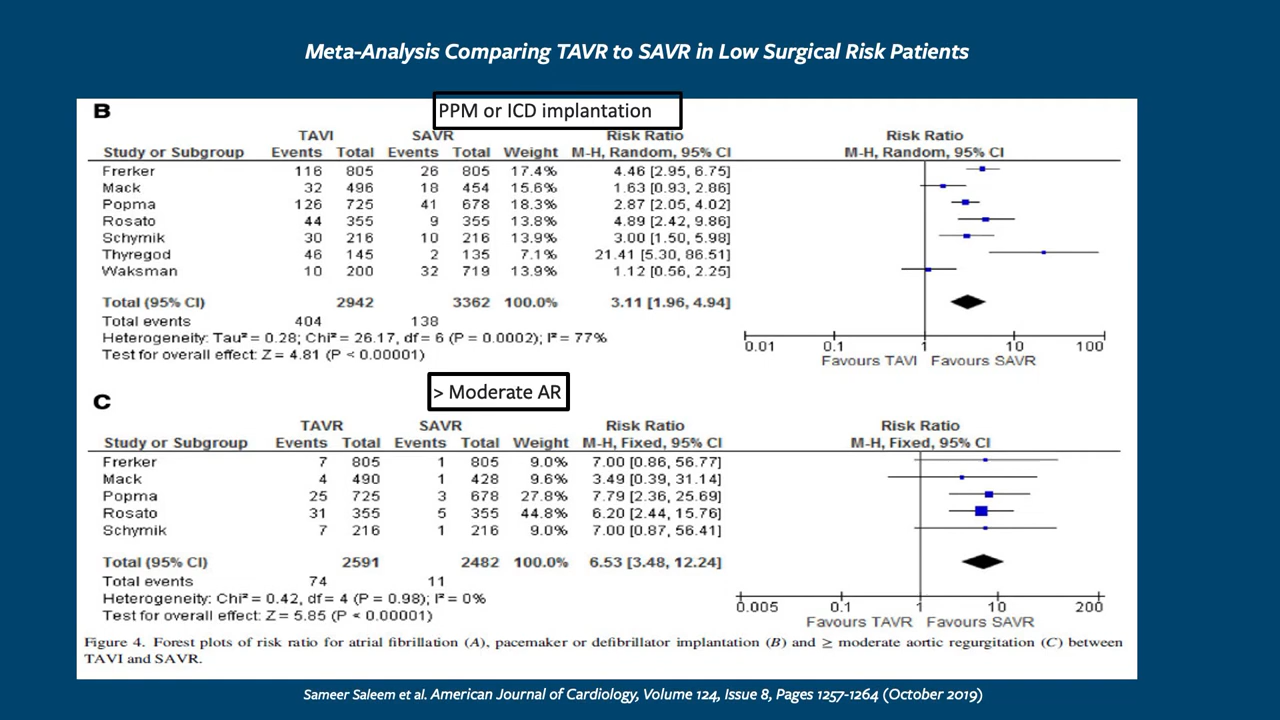 Meta-Analysis Comparing TAVR to SAVR in Low Surgical Risk Patients
B
PPM or ICD implantation
TAVI SAVR Risk Ratio Risk Ratio
Study or Subgroup Events Total Events Total Weight M-H, Random, 95% CI M-H, Random, 95% CI
Frerker 116 805 26 805 17.4% 4.46 [2.95, 6.75]
Mack 32 496 18 454 15.6% 1.63 [0.93, 2.86]
Popma 126 725 41 678 18.3% 2.87 [2.05, 4.02]
Rosato 44 355 9 355 13.8% 4.89 [2.42, 9.86]
Schymik 30 216 10 216 13.9% 3.00 [1.50, 5.98]
Thyregod 46 145 2 135 7.1% 21.41 [5.30, 86.51]
Waksman 10 200 32 719 13.9% 1.12 [0.56, 2.25]
Total (95% CI) 2942 3362 100.0% 3.11 [1.96, 4.94]
Total events 404 138
Heterogeneity: Tau² = 0.28; Chi² = 26.17, df = 6 (P = 0.0002); I² = 77%
Test for overall effect: Z = 4.81 (P < 0.00001)
0.01 0.1 1 10 100
Favours TAVI Favours SAVR
C
> Moderate AR
TAVR SAVR Risk Ratio Risk Ratio
Study or Subgroup Events Total Events Total Weight M-H, Fixed, 95% CI M-H, Fixed, 95% CI
Frerker 7 805 1 805 9.0% 7.00 [0.86, 56.77]
Mack 4 490 1 428 9.6% 3.49 [0.39, 31.14]
Popma 25 725 3 678 27.8% 7.79 [2.36, 25.69]
Rosato 31 355 5 355 44.8% 6.20 [2.44, 15.76]
Schymik 7 216 1 216 9.0% 7.00 [0.87, 56.41]
Total (95% CI) 2591 2482 100.0% 6.53 [3.48, 12.24]
Total events 74 11
Heterogeneity: Chi² = 0.42, df = 4 (P = 0.98); I² = 0%
Test for overall effect: Z = 5.85 (P < 0.00001)
0.005 0.1 1 10 200
Favours TAVR Favours SAVR
Figure 4. Forest plots of risk ratio for atrial fibrillation (A), pacemaker or defibrillator implantation (B) and ≥ moderate aortic regurgitation (C) between
TAVI and SAVR.
Sameer Saleem et al. American Journal of Cardiology, Volume 124, Issue 8, Pages 1257-1264 (October 2019)